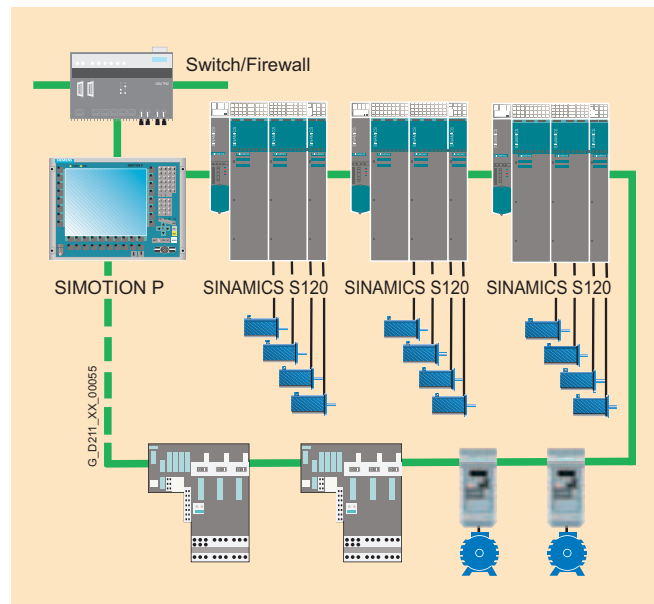 Switch/Firewall
SIMOTION P
SINAMICS S120
SINAMICS S120
SINAMICS S120
G_D211_XX_00055